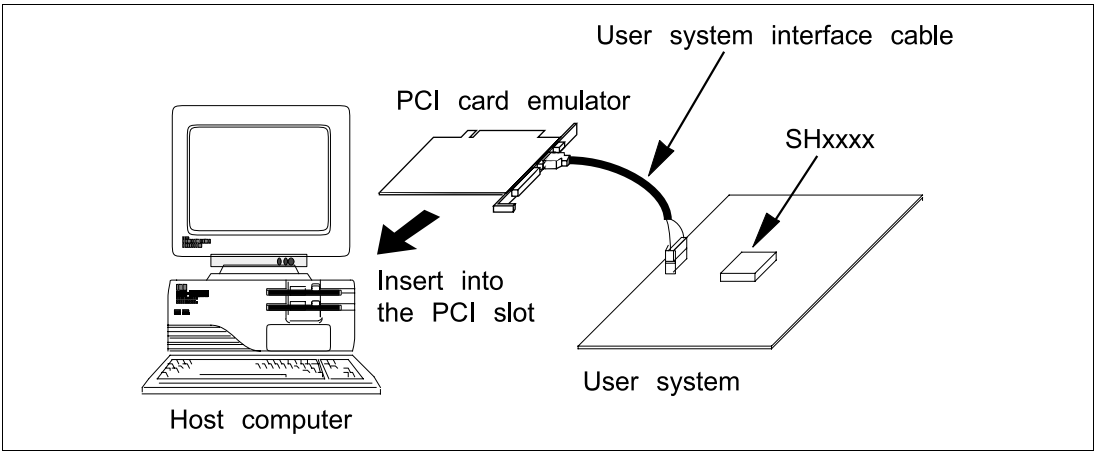 User system interface cable
PCI card emulator
SHxxxx
Insert into
the PCI slot
User system
Host computer